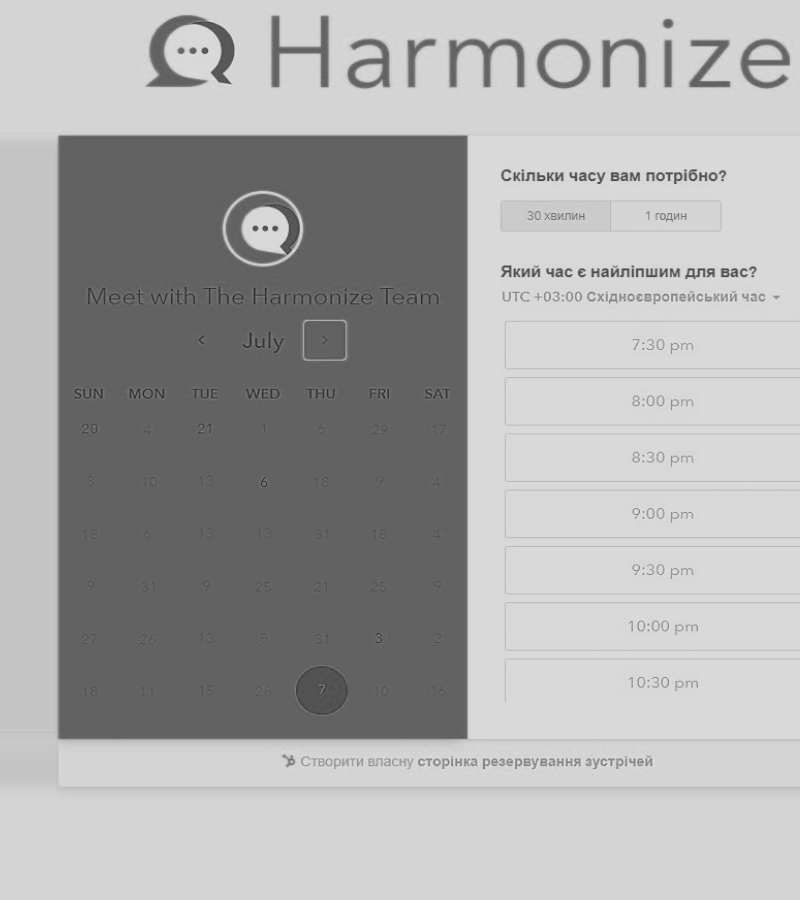 Harmonize
Meet with The Harmonize Team
July
SUN MON TUE WED THU FRI SAT
20 4 21 1 6 29 17
8 10 13 6 18 9 4
18 6 13 13 31 18 4
9 31 9 25 21 25 9
27 26 13 8 31 3 2
18 11 15 28 7 10 16
Скільки часу вам потрібно?
30 хвилин 1 годин
Який час є найліпшим для вас?
UTC +03:00 Східноєвропейський час
7:30 pm
8:00 pm
8:30 pm
9:00 pm
9:30 pm
10:00 pm
10:30 pm
Створити власну сторінка резервування зустрічей